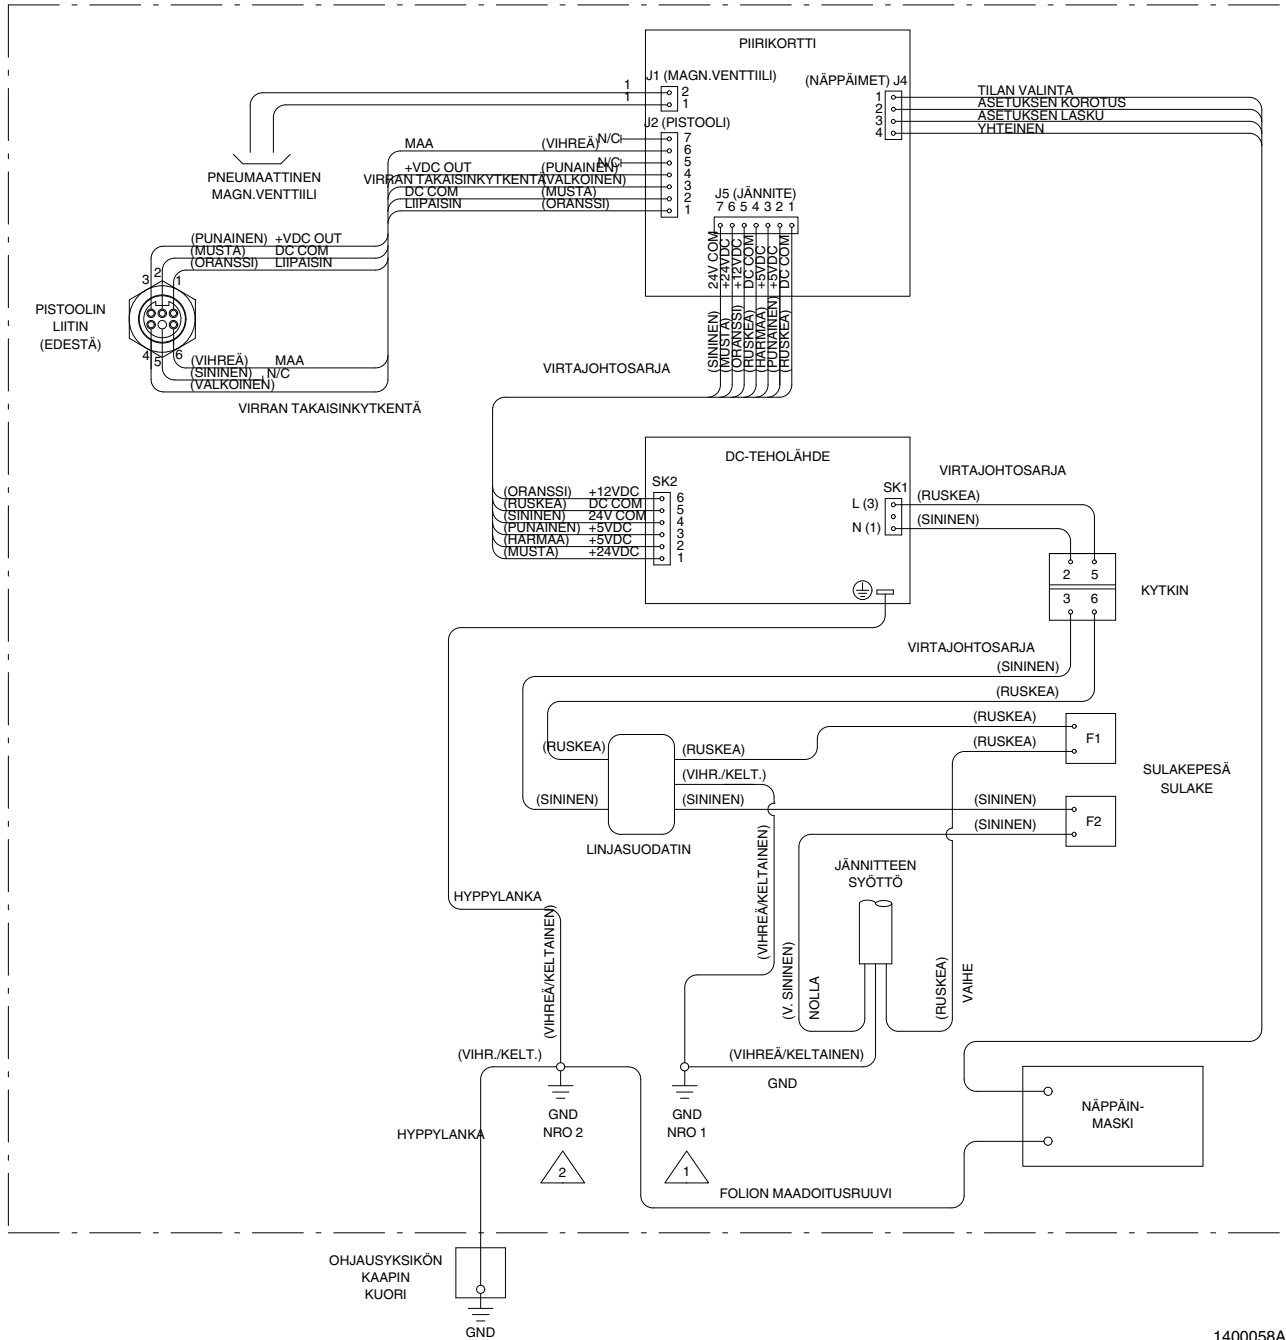 PIIRIKORTTI
J1 (MAGN.VENTTIILI)
1
1
2
1
(NÄPPÄIMET) J4
1
2
3
4
TILAN VALINTA
ASETUKSEN KOROTUS
ASETUKSEN LASKU
YHTEINEN
J2 (PISTOOLI)
N/C 7
MAA (VIHREÄ) 6
N/C 5
+VDC OUT (PUNAINEN) 4
VIRRAN TAKAISINKYTKENTÄ (VALKOINEN) 3
DC COM (MUSTA) 2
LIIPAISIN (ORANSSI) 1
PNEUMAATTINEN
MAGN.VENTTIILI
J5 (JÄNNITE)
7 6 5 4 3 2 1
24V COM
+24VDC
+12VDC
DC COM
+5VDC
+5VDC
DC COM
(SININEN)
(MUSTA)
(ORANSSI)
(RUSKEA)
(HARMAA)
(PUNAINEN)
(RUSKEA)
(PUNAINEN) +VDC OUT
(MUSTA) DC COM
(ORANSSI) LIIPAISIN
3 2 1
PISTOOLIN
LIITIN
(EDESTÄ)
4 5 6
(VIHREÄ) MAA
(SININEN) N/C
(VALKOINEN)
VIRRAN TAKAISINKYTKENTÄ
VIRTAJOHTOSARJA
DC-TEHOLÄHDE
SK2
(ORANSSI) +12VDC 6
(RUSKEA) DC COM 5
(SININEN) 24V COM 4
(PUNAINEN) +5VDC 3
(HARMAA) +5VDC 2
(MUSTA) +24VDC 1
SK1
L (3)
N (1)
VIRTAJOHTOSARJA
(RUSKEA)
(SININEN)
2 5
3 6
KYTKIN
VIRTAJOHTOSARJA
(SININEN)
(RUSKEA)
(RUSKEA)
(RUSKEA)
(RUSKEA)
(RUSKEA)
F1
(VIHR./KELT.)
SULAKEPESÄ
SULAKE
(SININEN)
(SININEN)
(SININEN)
(SININEN)
F2
LINJASUODATIN
JÄNNITTEEN
SYÖTTÖ
HYPPYLANKA
(VIHREÄ/KELTAINEN)
(VIHREÄ/KELTAINEN)
(V. SININEN)
NOLLA
(RUSKEA)
VAIHE
(VIHR./KELT.)
(VIHREÄ/KELTAINEN)
GND
GND
NRO 2
2
GND
NRO 1
1
HYPPYLANKA
NÄPPÄIN-
MASKI
FOLION MAADOITUSRUUVI
OHJAUSYKSIKÖN
KAAPIN
KUORI
GND
1400058A